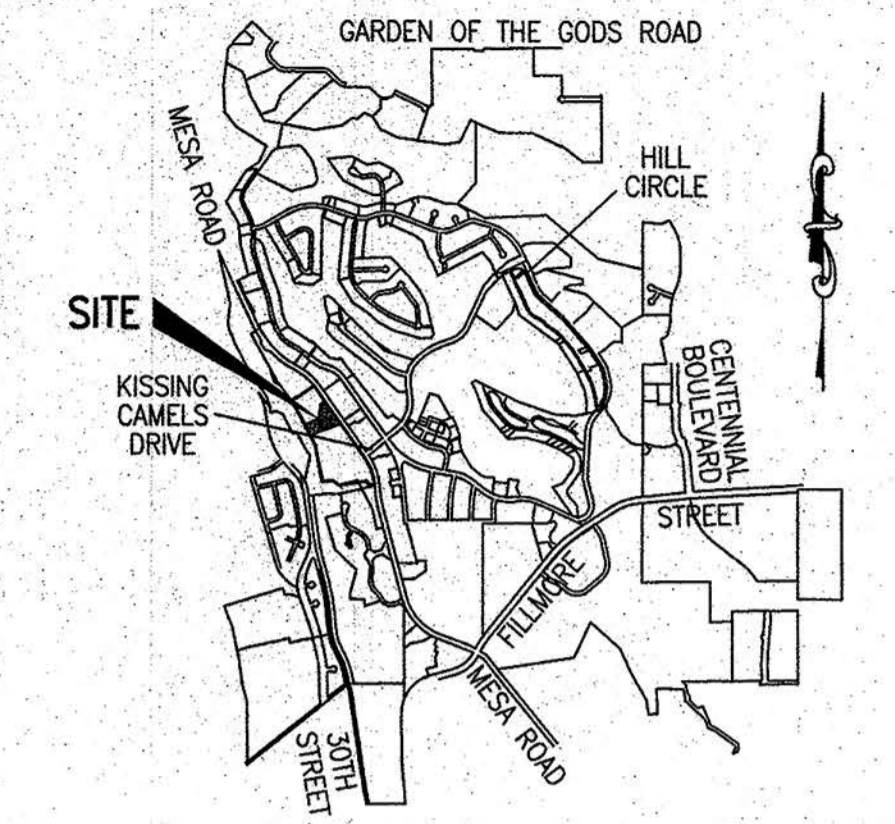 GARDEN OF THE GODS ROAD
MESA ROAD
HILL
CIRCLE
SITE
KISSING
CAMELS
DRIVE
CENTENNIAL
BOULEVARD
STREET
FILLMORE
MESA ROAD
30TH
STREET